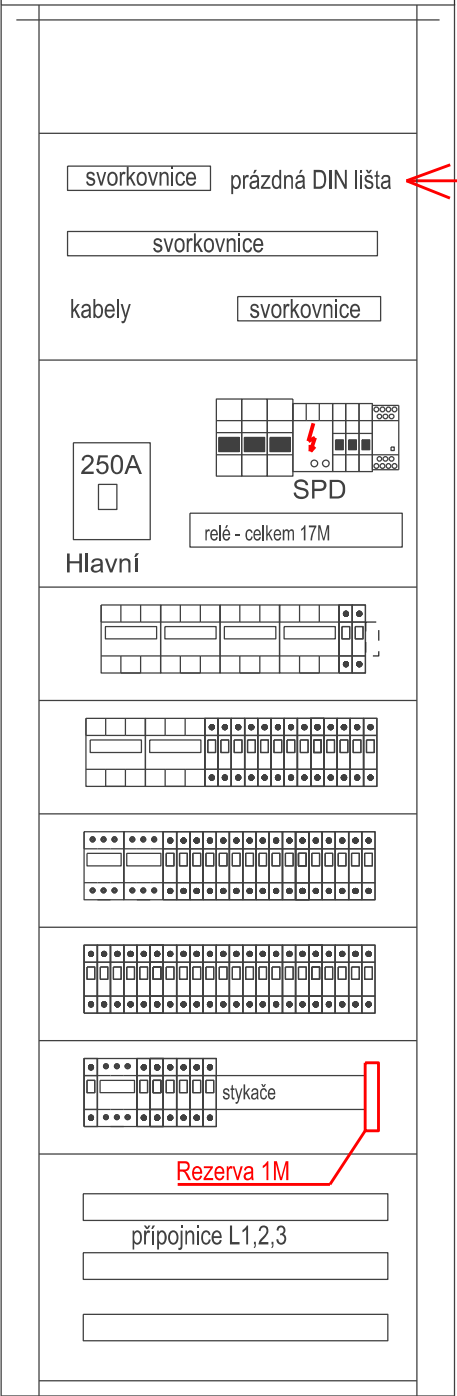 svorkovnice
prázdná DIN lišta
svorkovnice
kabely
svorkovnice
250A
SPD
relé - celkem 17M
Hlavní
stykače
Rezerva 1M
přípojnice L1,2,3